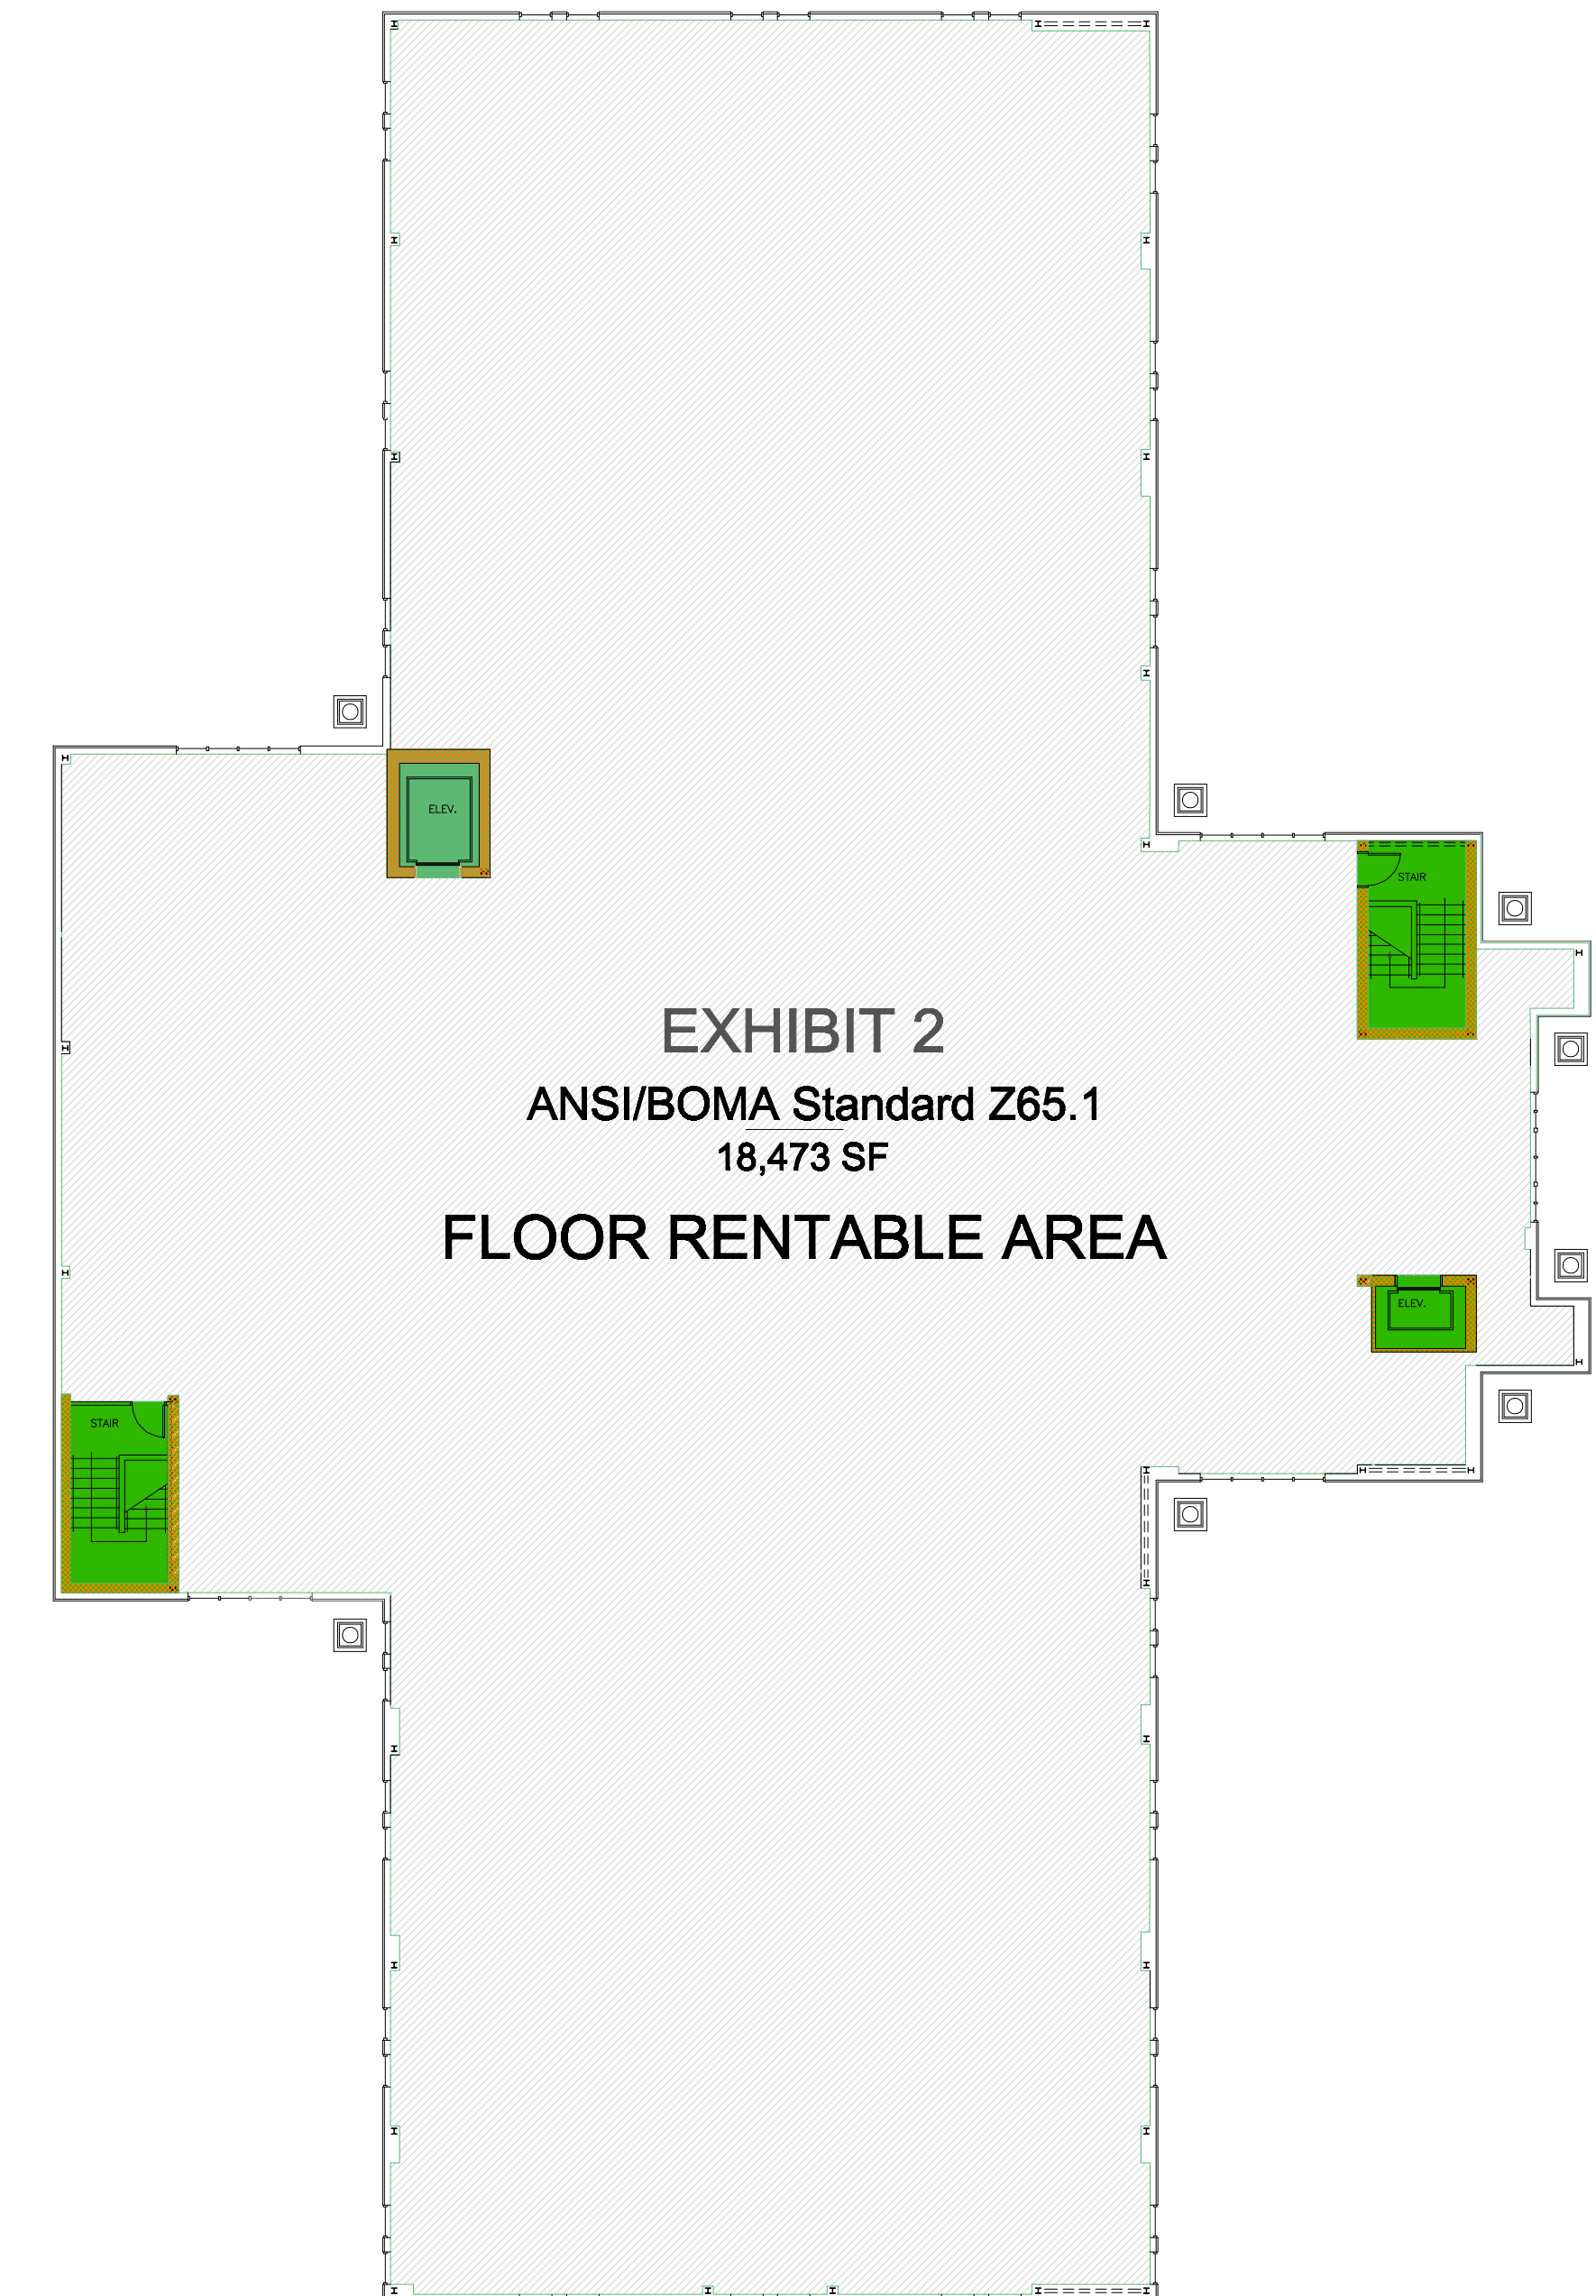 ELEV.
STAIR
EXHIBIT 2
ANSI/BOMA Standard Z65.1
18,473 SF
FLOOR RENTABLE AREA
ELEV.
STAIR